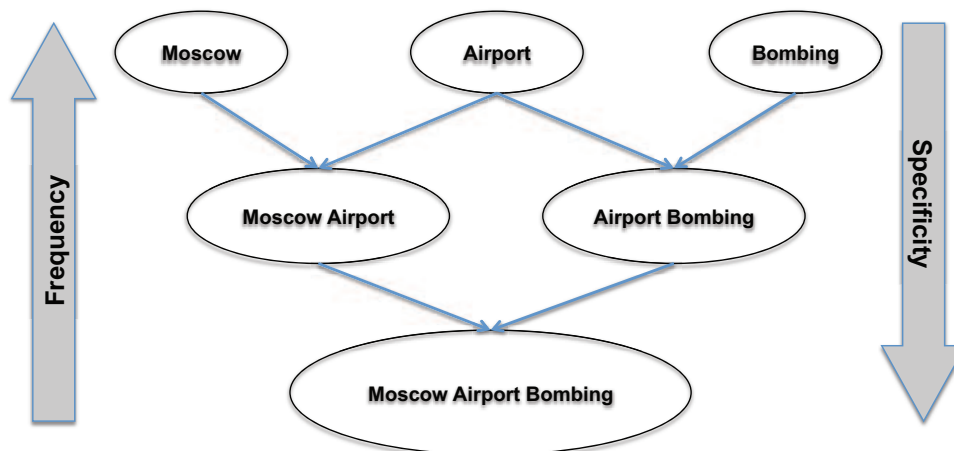 Moscow
Airport
Bombing
Frequency
Specificity
Moscow Airport
Airport Bombing
Moscow Airport Bombing